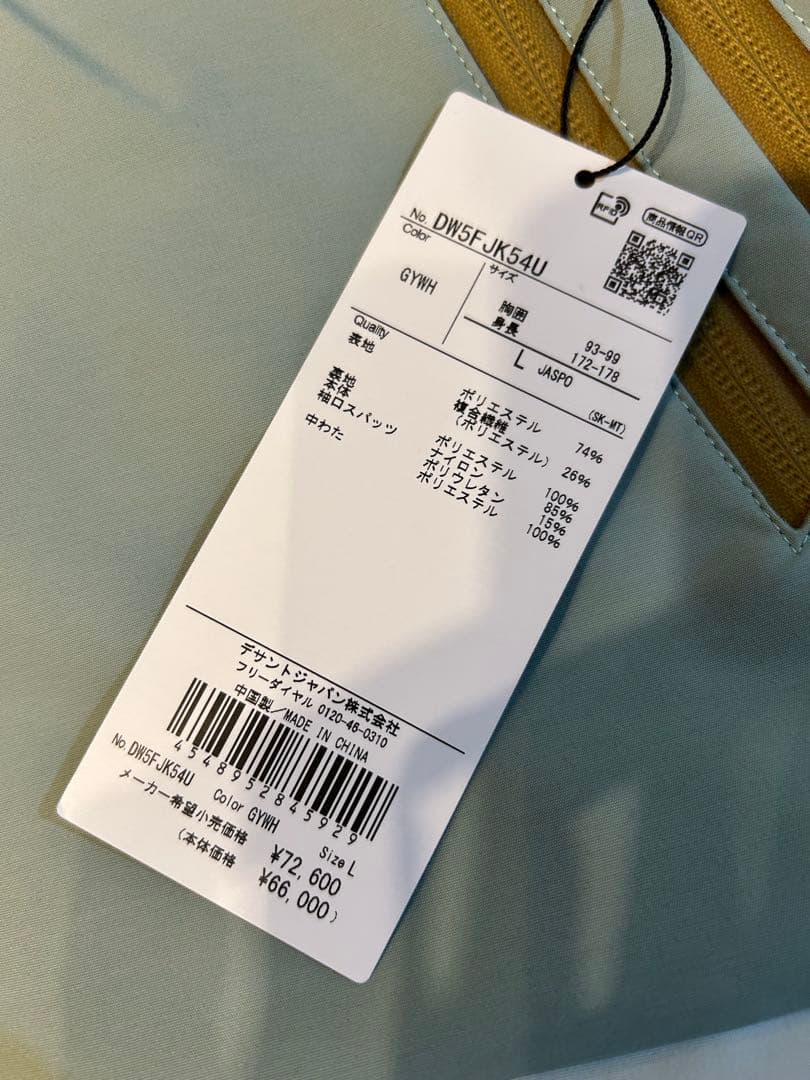 RFID
商品情報QR
No. DW5FJK54U
Color
サイズ
GYWH
胸囲 93-99
身長 172-178
L JASPO
Quality (SK-MT)
表地 ポリエステル 74%
複合繊維
(ポリエステル) 26%
裏地
本体 ポリエステル 100%
袖口スパッツ ナイロン 85%
ポリウレタン 15%
中わた ポリエステル 100%
デサントジャパン株式会社
フリーダイヤル 0120-46-0310
中国製/MADE IN CHINA
4548952845929
No. DW5FJK54U Color GYWH Size L
メーカー希望小売価格 ¥72,600
(本体価格 ¥66,000)